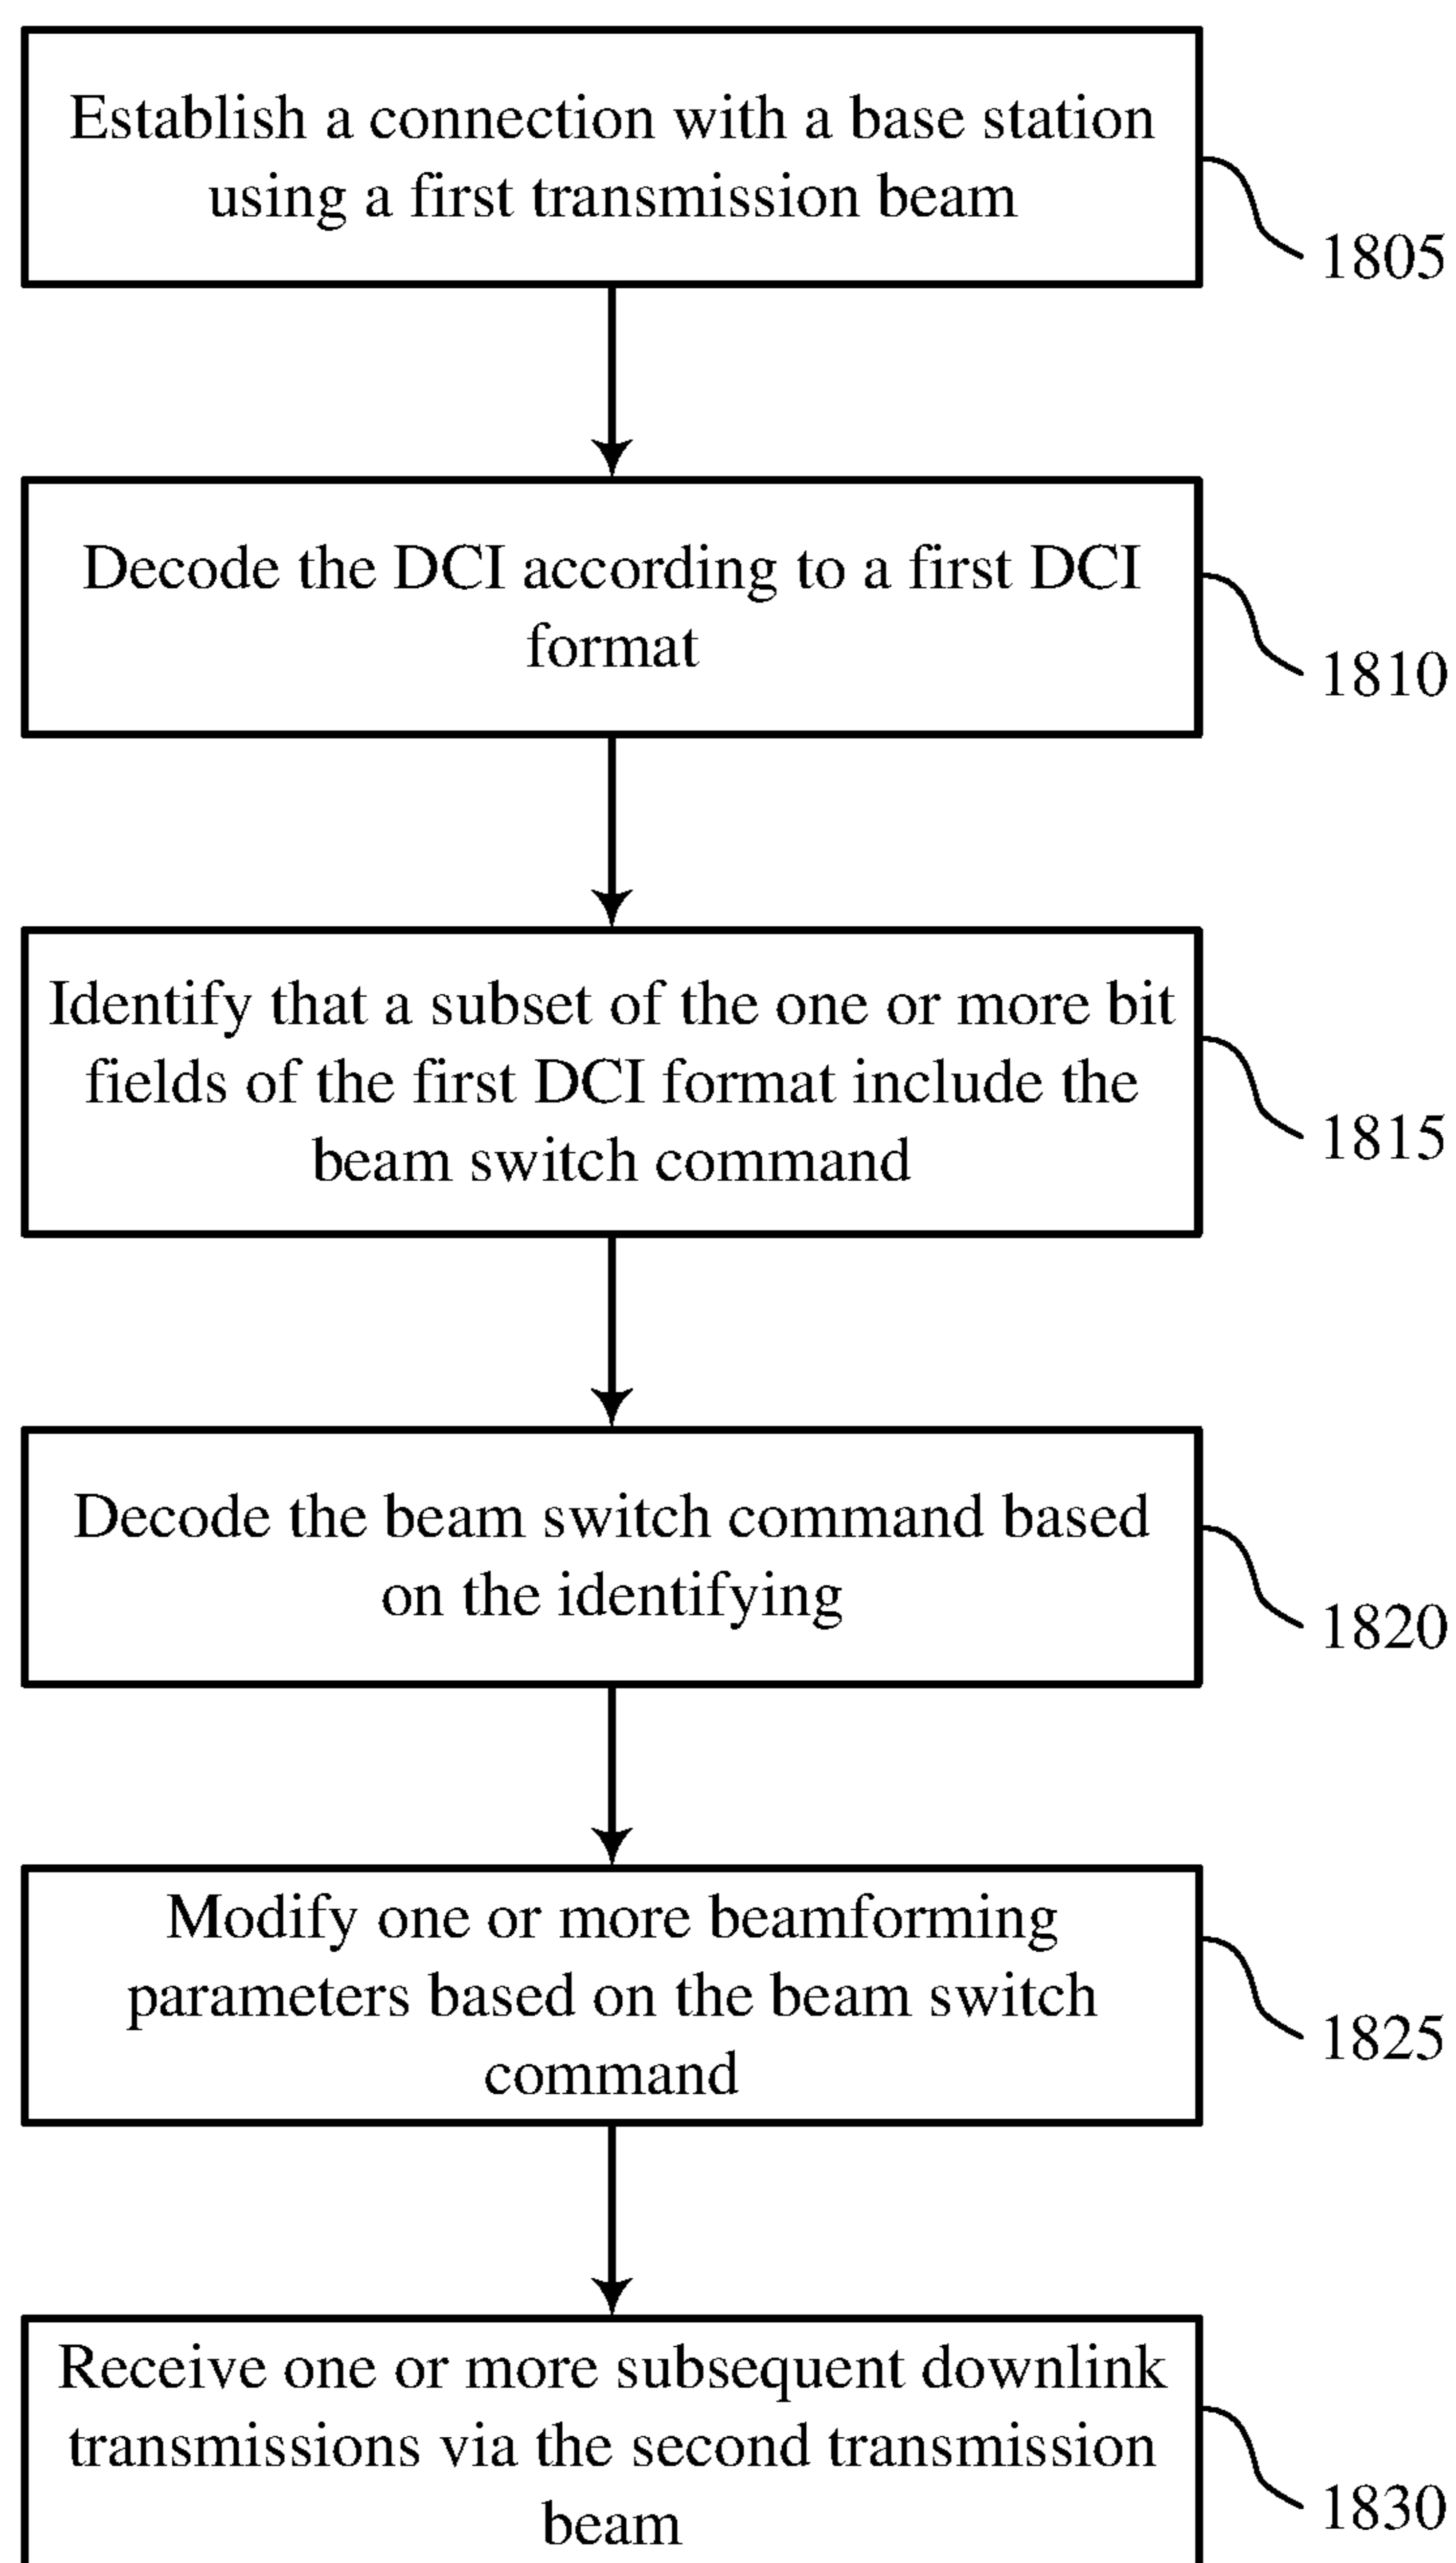 Establish a connection with a base station
using a first transmission beam
1805
Decode the DCI according to a first DCI
format
1810
Identify that a subset of the one or more bit
fields of the first DCI format include the
beam switch command
1815
Decode the beam switch command based
on the identifying
1820
Modify one or more beamforming
parameters based on the beam switch
command
1825
Receive one or more subsequent downlink
transmissions via the second transmission
beam
1830